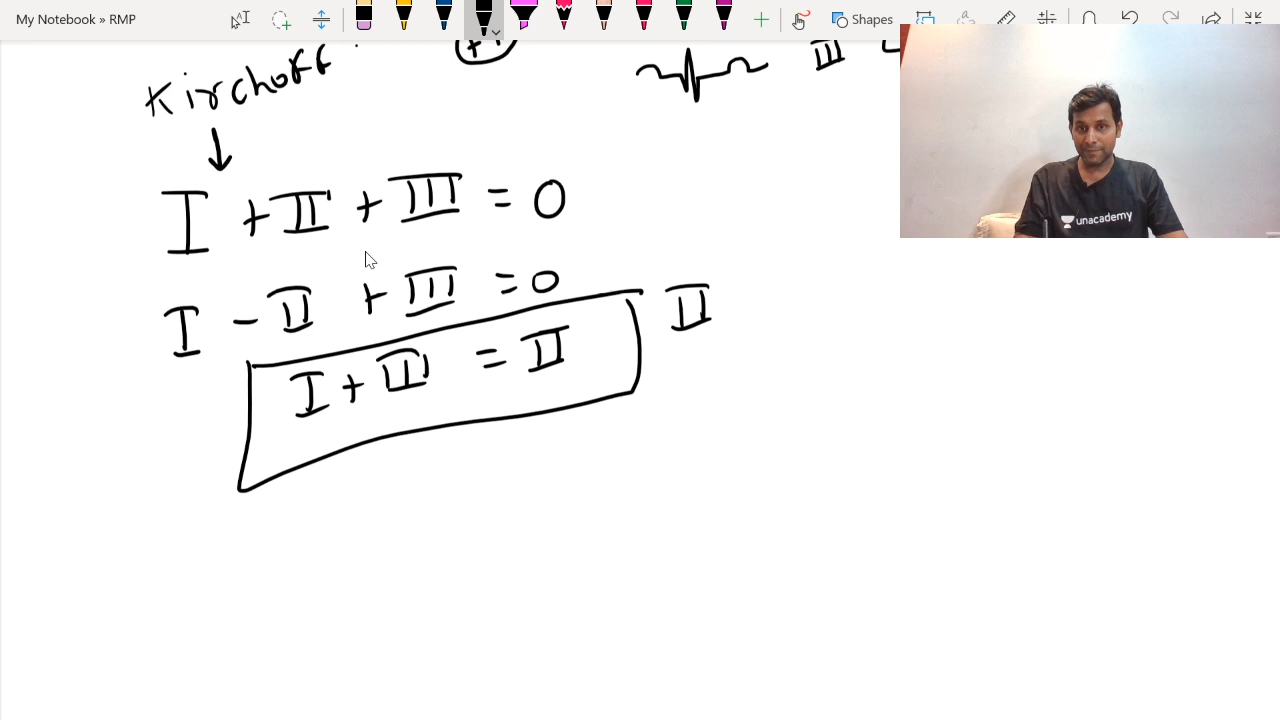 My Notebook » RMP
Shapes
Kirchoff
III
I + II + III = 0
I - II + III = 0
I + III = II
II
unacademy